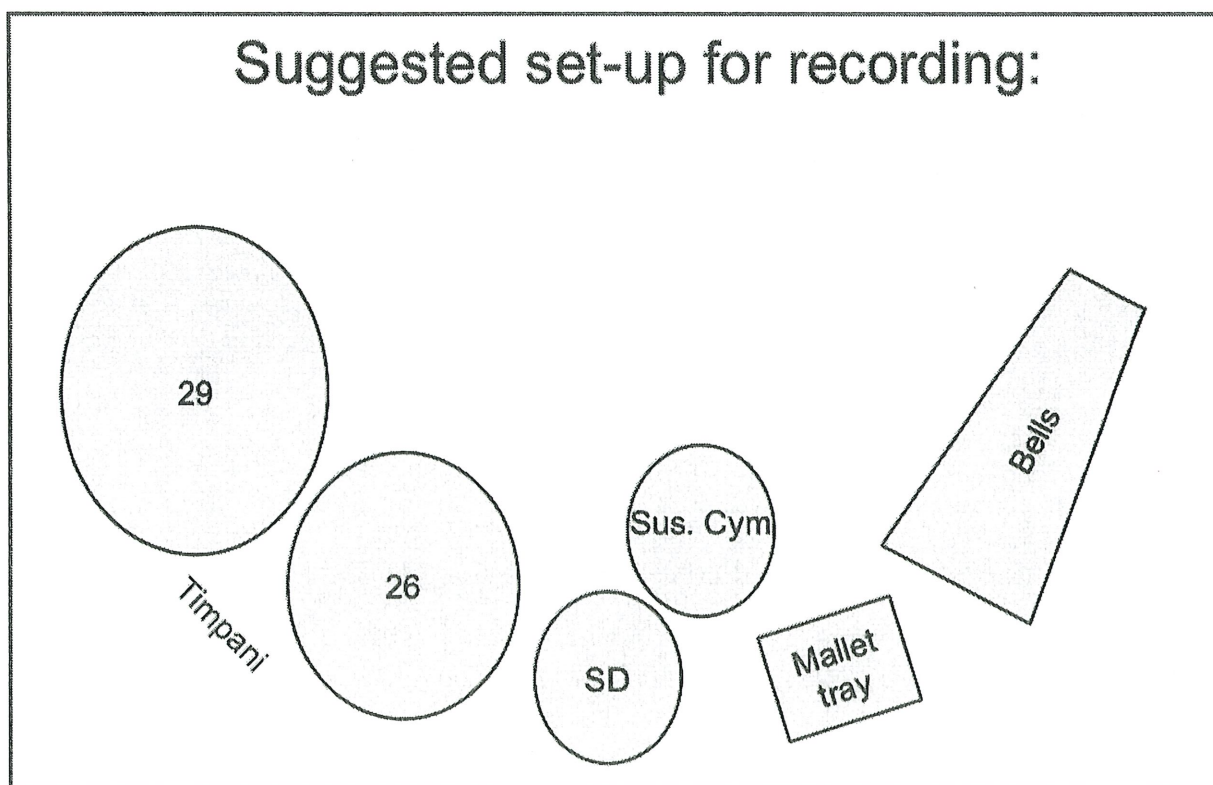 Suggested set-up for recording:
29
Timpani
26
Sus. Cym
SD
Mallet
tray
Bells